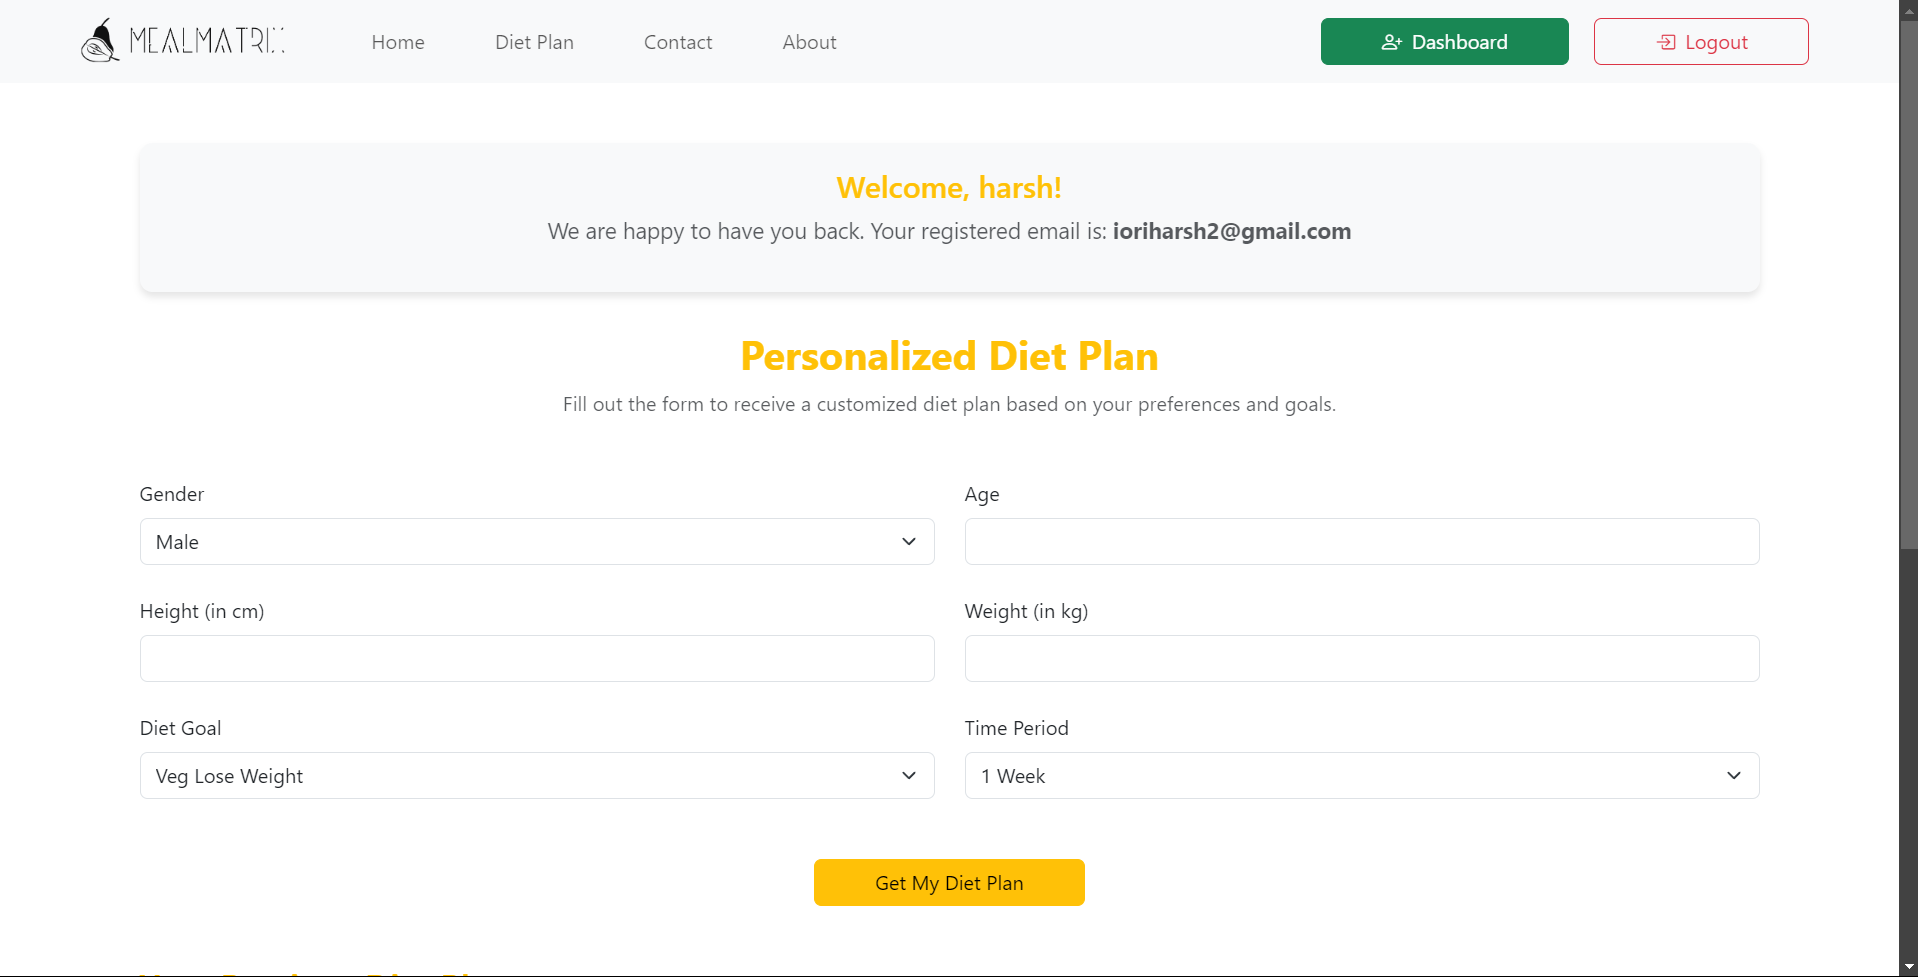 MEALMATRIX Home Diet Plan Contact About Dashboard Logout
Welcome, harsh!
We are happy to have you back. Your registered email is: ioriharsh2@gmail.com
Personalized Diet Plan
Fill out the form to receive a customized diet plan based on your preferences and goals.
Gender Age
Male
Height (in cm) Weight (in kg)
Diet Goal Time Period
Veg Lose Weight 1 Week
Get My Diet Plan